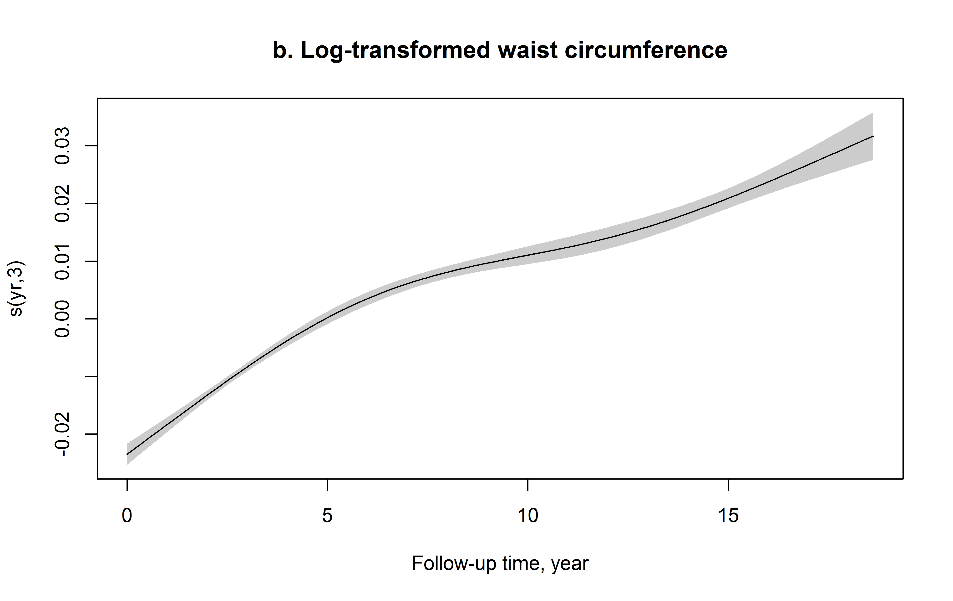 b. Log-transformed waist circumference
s(yr,3)
0.03
0.02
0.01
0.00
-0.02
0 5 10 15
Follow-up time, year